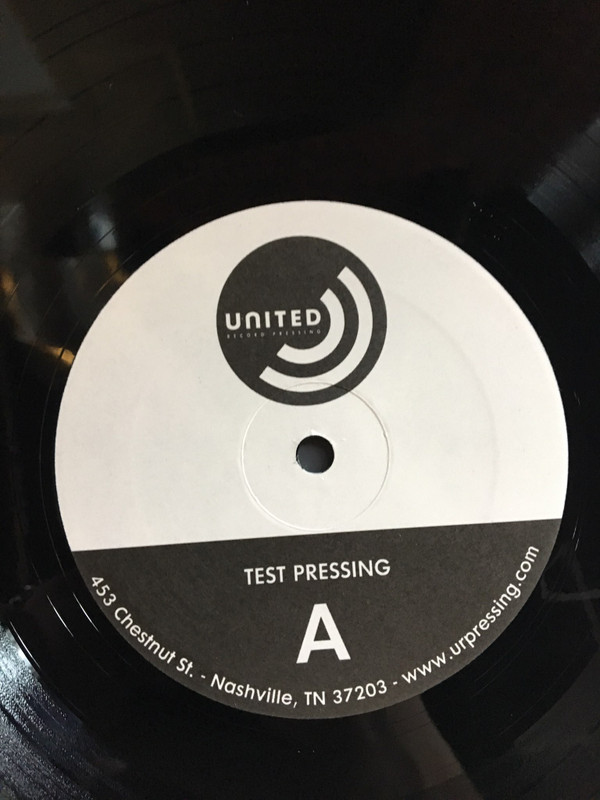 UNITED
RECORD PRESSING
TEST PRESSING
A
453 Chestnut St. - Nashville, TN 37203 - www.urpressing.com